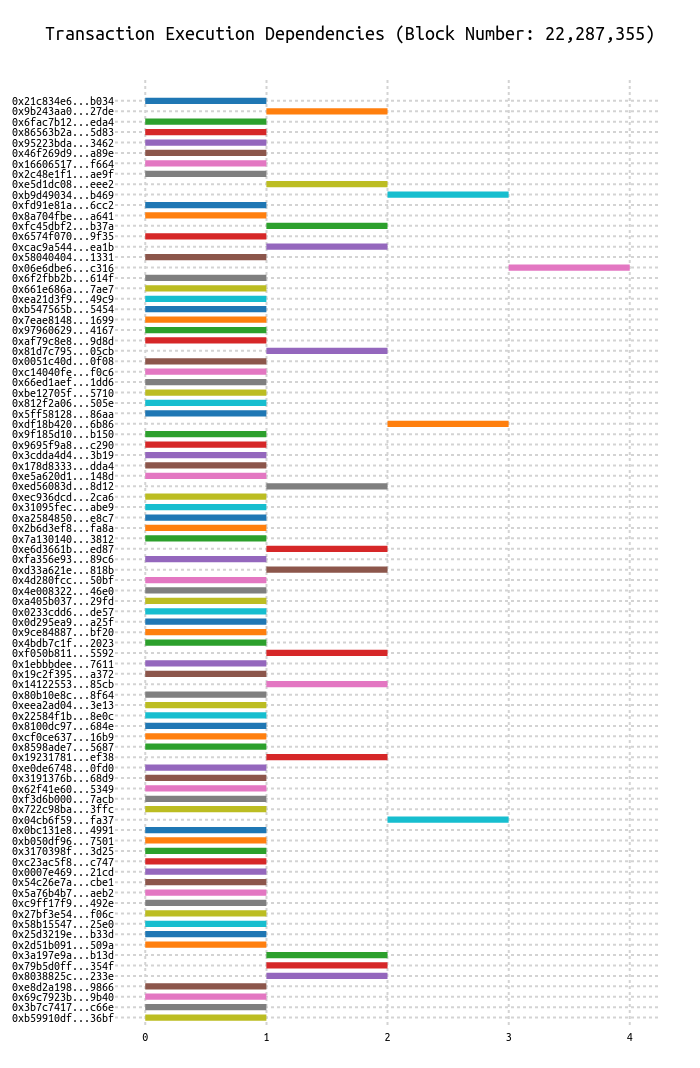 Transaction Execution Dependencies (Block Number: 22,287,355)
0x21c834e6...b034
0x9b243aa0...27de
0x6fac7b12...eda4
0x86563b2a...5d83
0x95223bda...3462
0x46f269d9...a89e
0x16606517...f664
0x2c48e1f1...ae9f
0xe5d1dc08...eee2
0xb9d49034...b469
0xfd91e81a...6cc2
0x8a704fbe...a641
0xfc45dbf2...b37a
0x6574f070...9f35
0xcac9a544...ea1b
0x58040404...1331
0x06e6dbe6...c316
0x6f2fbb2b...614f
0x661e686a...7ae7
0xea21d3f9...49c9
0xb547565b...5454
0x7eae8148...1699
0x97960629...4167
0xaf79c8e8...9d8d
0x81d7c795...05cb
0x0051c40d...0f08
0xc14040fe...f0c6
0x66ed1aef...1dd6
0xbe12705f...5710
0x812f2a06...505e
0x5ff58128...86aa
0xdf18b420...6b86
0x9f185d10...b150
0x9695f9a8...c290
0x3cdda4d4...3b19
0x178d8333...dda4
0xe5a620d1...148d
0xed56083d...8d12
0xec936dcd...2ca6
0x31095fec...abe9
0xa2584850...e8c7
0x2b6d3ef8...fa8a
0x7a130140...3812
0xe6d3661b...ed87
0xfa356e93...89c6
0xd33a621e...818b
0x4d280fcc...50bf
0x4e008322...46e0
0xa405b037...29fd
0x0233cdd6...de57
0x0d295ea9...a25f
0x9ce84887...bf20
0x4bdb7c1f...2023
0xf050b811...5592
0x1ebbbdee...7611
0x19c2f395...a372
0x14122553...85cb
0x80b10e8c...8f64
0xeea2ad04...3e13
0x22584f1b...8e0c
0x8100dc97...684e
0xcf0ce637...16b9
0x8598ade7...5687
0x19231781...ef38
0xe0de6748...0fd0
0x3191376b...68d9
0x62f41e60...5349
0xf3d6b000...7acb
0x722c98ba...3ffc
0x04cb6f59...fa37
0x0bc131e8...4991
0xb050df96...7501
0x3170398f...3d25
0xc23ac5f8...c747
0x0007e469...21cd
0x54c26e7a...cbe1
0x5a76b4b7...aeb2
0xc9ff17f9...492e
0x27bf3e54...f06c
0x58b15547...25e0
0x25d3219e...b33d
0x2d51b091...509a
0x3a197e9a...b13d
0x79b5d0ff...354f
0x8038825c...233e
0xe8d2a198...9866
0x69c7923b...9b40
0x3b7c7417...c66e
0xb59910df...36bf
0 1 2 3 4